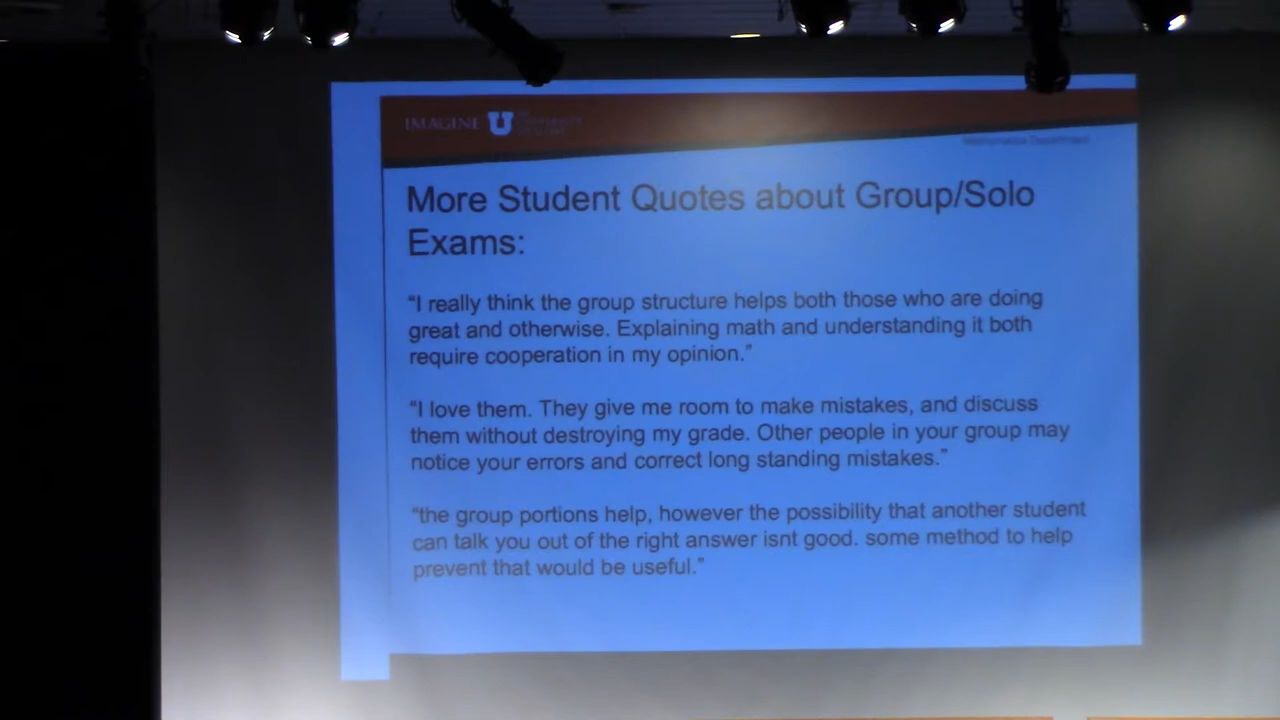 IMAGINE U
Mathematics Department
More Student Quotes about Group/Solo
Exams:
“I really think the group structure helps both those who are doing
great and otherwise. Explaining math and understanding it both
require cooperation in my opinion.”
“I love them. They give me room to make mistakes, and discuss
them without destroying my grade. Other people in your group may
notice your errors and correct long standing mistakes.”
“the group portions help, however the possibility that another student
can talk you out of the right answer isnt good. some method to help
prevent that would be useful.”